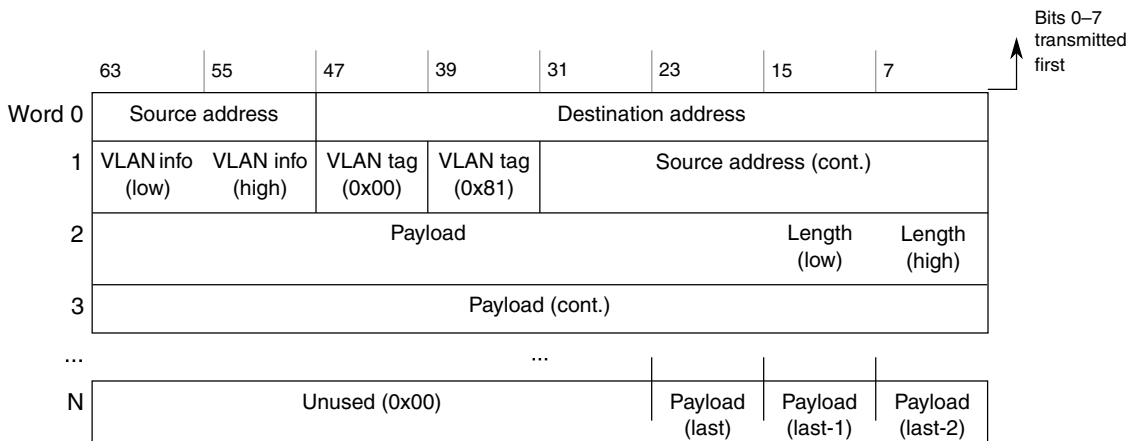 Bits 0–7
transmitted
first
63 55 47 39 31 23 15 7
Word 0 Source address Destination address
1 VLAN info VLAN info VLAN tag VLAN tag Source address (cont.)
(low) (high) (0x00) (0x81)
2 Payload Length Length
(low) (high)
3 Payload (cont.)
... ...
N Unused (0x00) Payload Payload Payload
(last) (last-1) (last-2)